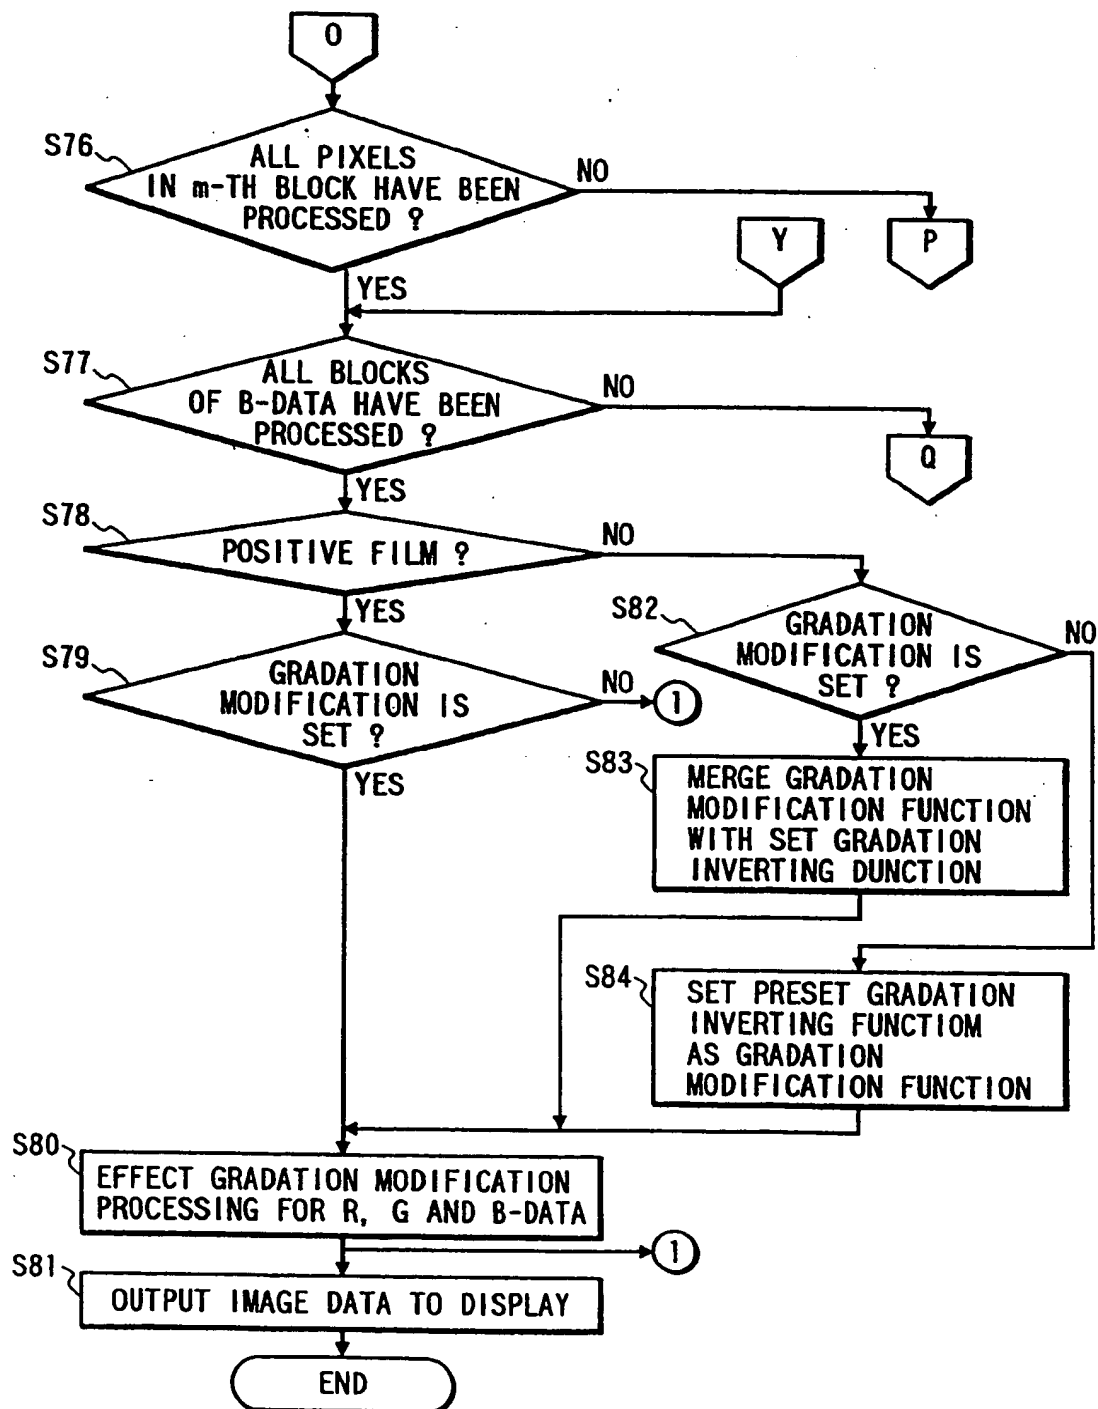 O
S76
ALL PIXELS
IN m-TH BLOCK HAVE BEEN
PROCESSED ?
NO
YES
Y
P
S77
ALL BLOCKS
OF B-DATA HAVE BEEN
PROCESSED ?
NO
YES
Q
S78
POSITIVE FILM ?
NO
YES
S79
GRADATION
MODIFICATION IS
SET ?
NO
1
YES
S82
GRADATION
MODIFICATION IS
SET ?
NO
YES
S83
MERGE GRADATION
MODIFICATION FUNCTION
WITH SET GRADATION
INVERTING DUNCTION
S84
SET PRESET GRADATION
INVERTING FUNCTIOM
AS GRADATION
MODIFICATION FUNCTION
S80
EFFECT GRADATION MODIFICATION
PROCESSING FOR R, G AND B-DATA
1
S81
OUTPUT IMAGE DATA TO DISPLAY
END